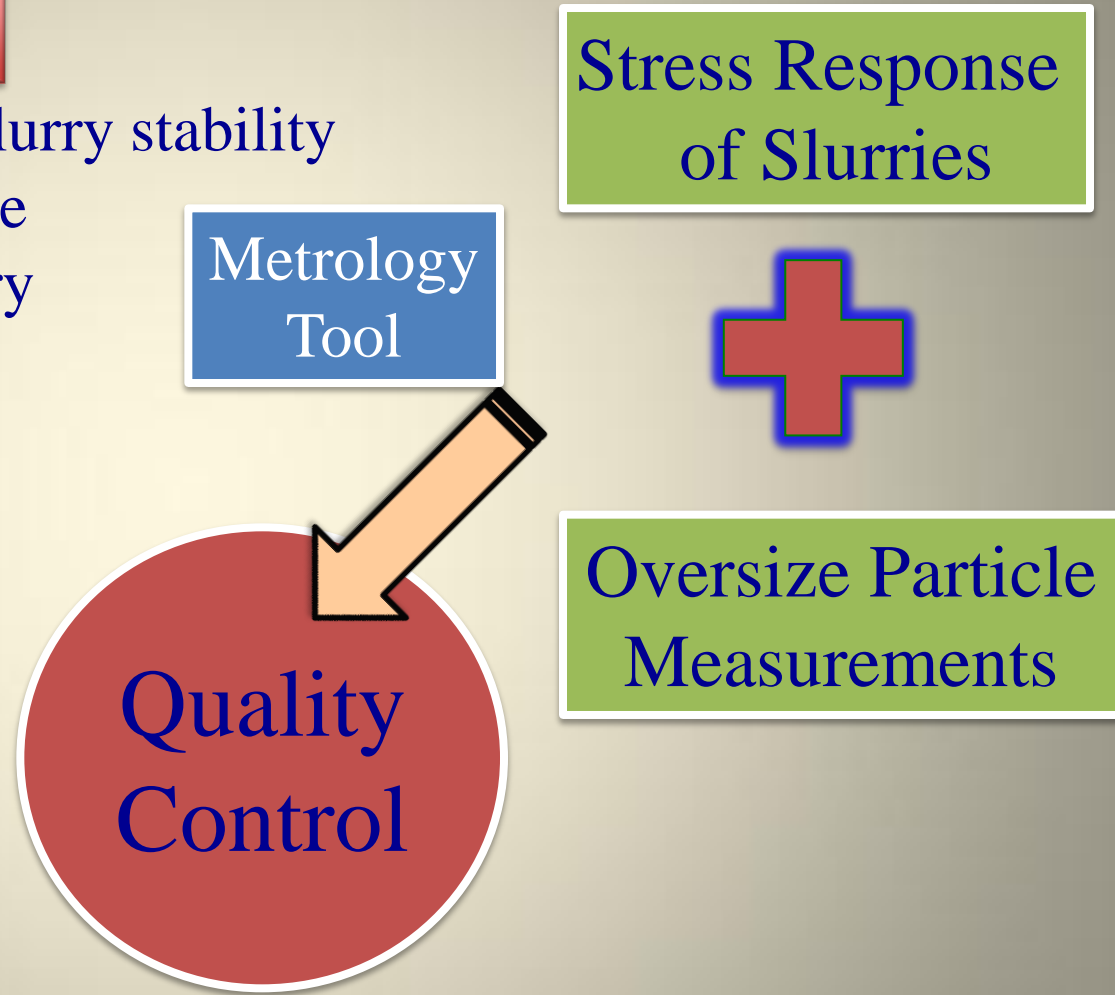 Stress Response
of Slurries
lurry stability
e
ry
Metrology
Tool
Oversize Particle
Measurements
Quality
Control